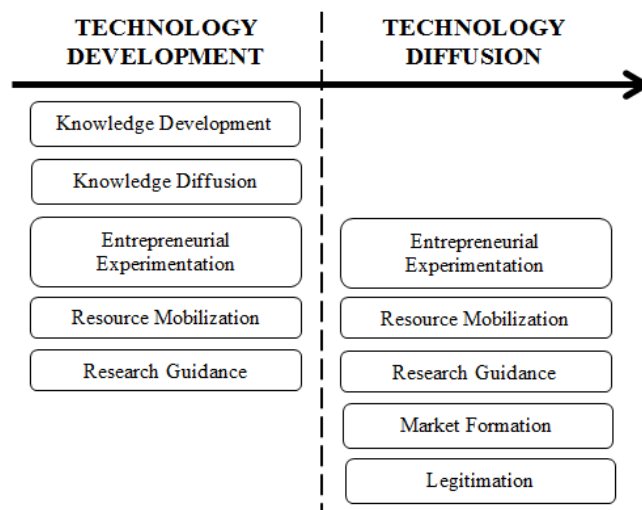 TECHNOLOGY
DEVELOPMENT
TECHNOLOGY
DIFFUSION
Knowledge Development
Knowledge Diffusion
Entrepreneurial
Experimentation
Resource Mobilization
Research Guidance
Entrepreneurial
Experimentation
Resource Mobilization
Research Guidance
Market Formation
Legitimation